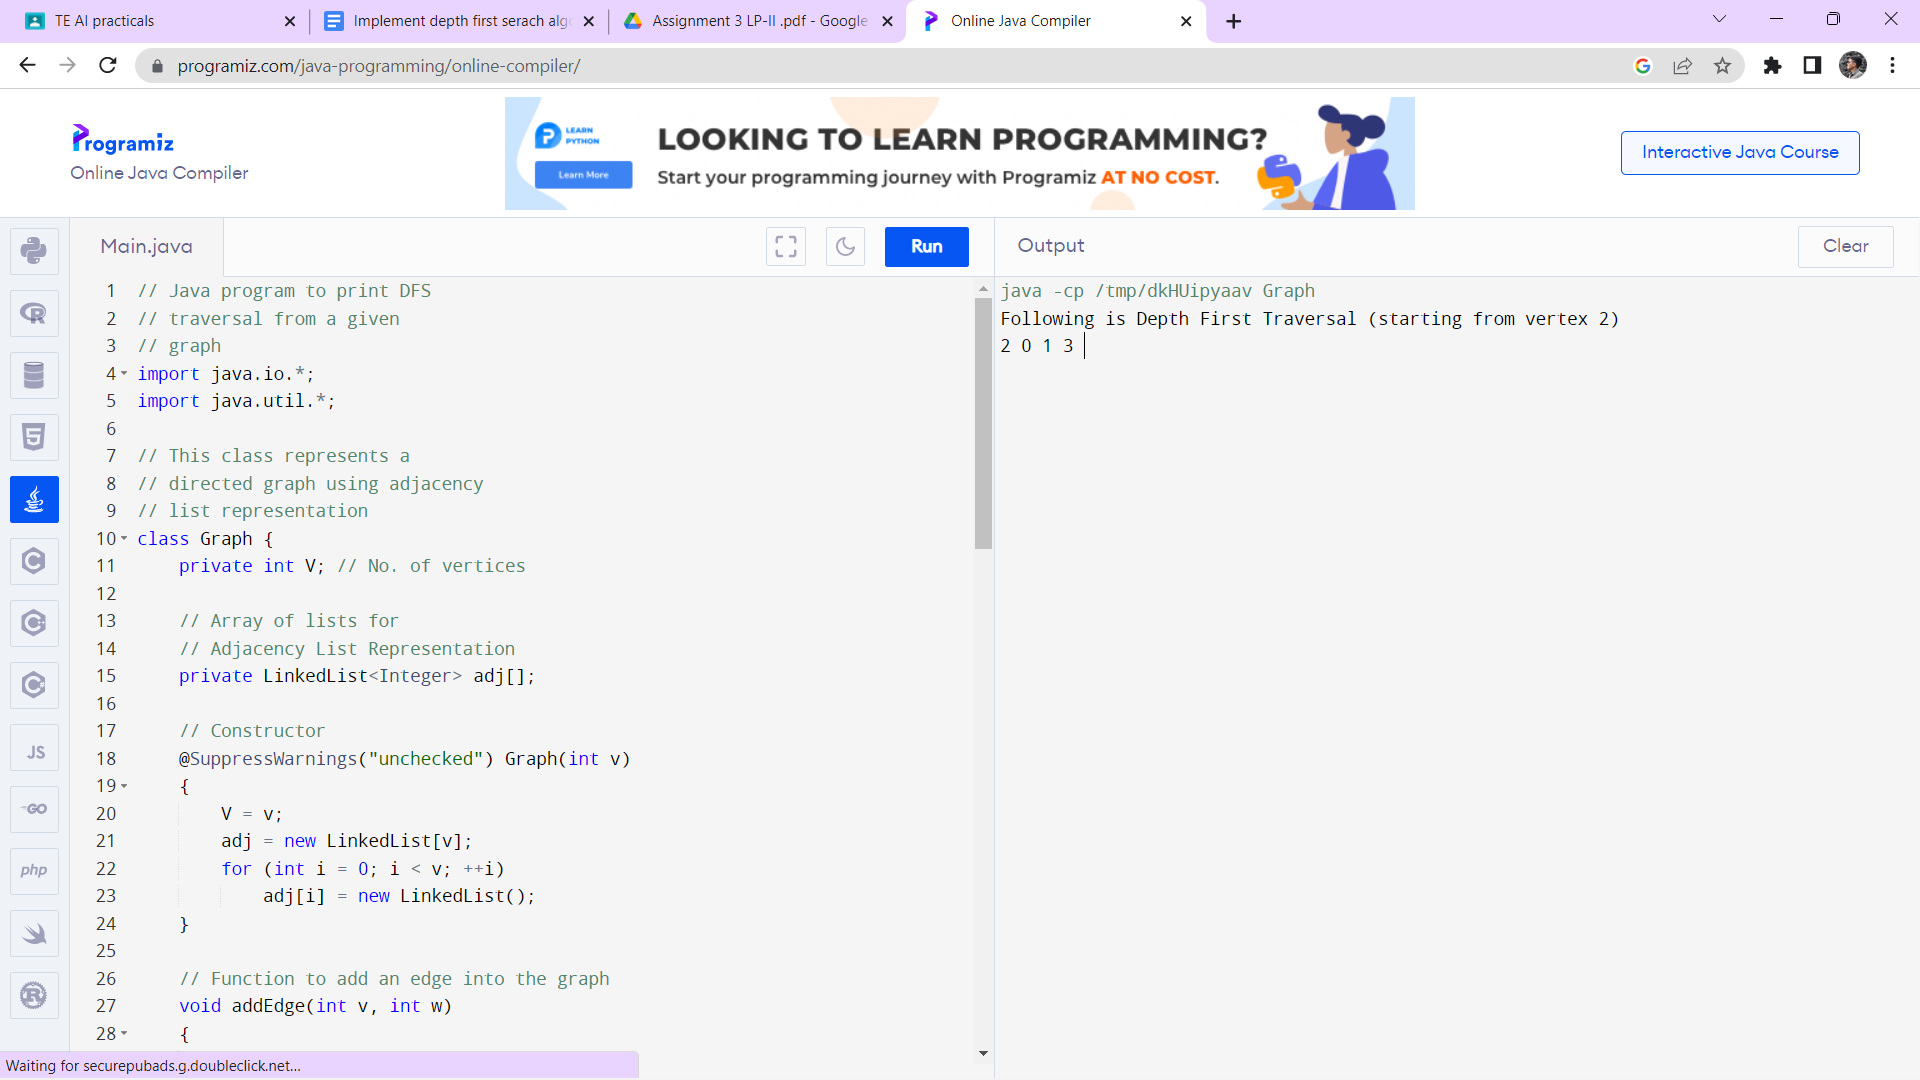 TE AI practicals
Implement depth first serach algo
Assignment 3 LP-II .pdf - Google
Online Java Compiler
programiz.com/java-programming/online-compiler/
Programiz
Online Java Compiler
LEARN
PYTHON
Learn More
LOOKING TO LEARN PROGRAMMING?
Start your programming journey with Programiz AT NO COST.
Interactive Java Course
Main.java
Run
Output
Clear
1 // Java program to print DFS
2 // traversal from a given
3 // graph
4 import java.io.*;
5 import java.util.*;
6
7 // This class represents a
8 // directed graph using adjacency
9 // list representation
10 class Graph {
11 private int V; // No. of vertices
12
13 // Array of lists for
14 // Adjacency List Representation
15 private LinkedList<Integer> adj[];
16
17 // Constructor
18 @SuppressWarnings("unchecked") Graph(int v)
19 {
20 V = v;
21 adj = new LinkedList[v];
22 for (int i = 0; i < v; ++i)
23 adj[i] = new LinkedList();
24 }
25
26 // Function to add an edge into the graph
27 void addEdge(int v, int w)
28 {
java -cp /tmp/dkHUipyaav Graph
Following is Depth First Traversal (starting from vertex 2)
2 0 1 3
R
5
C
C
C
JS
GO
php
R
Waiting for securepubads.g.doubleclick.net...